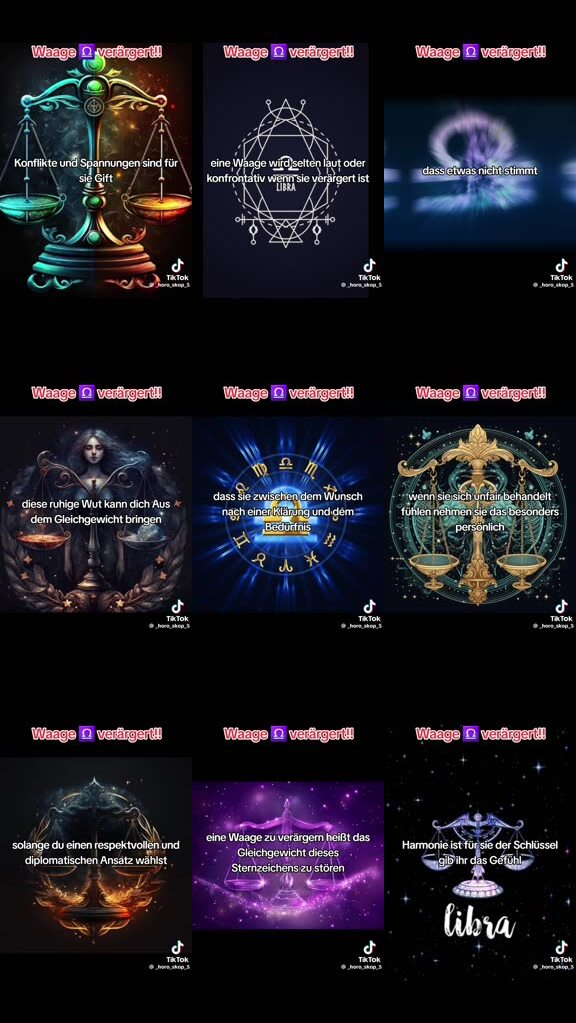 Waage ♎ verärgert!!
Konflikte und Spannungen sind für
sie Gift
TikTok
@_horo_skop_5
Waage ♎ verärgert!!
eine Waage wird selten laut oder
konfrontativ wenn sie verärgert ist
LIBRA
TikTok
@_horo_skop_5
Waage ♎ verärgert!!
dass etwas nicht stimmt
TikTok
@_horo_skop_5
Waage ♎ verärgert!!
diese ruhige Wut kann dich Aus
dem Gleichgewicht bringen
TikTok
@_horo_skop_5
Waage ♎ verärgert!!
dass sie zwischen dem Wunsch
nach einer Klärung und dem
Bedürfnis
TikTok
@_horo_skop_5
Waage ♎ verärgert!!
wenn sie sich unfair behandelt
fühlen nehmen sie das besonders
persönlich
TikTok
@_horo_skop_5
Waage ♎ verärgert!!
solange du einen respektvollen und
diplomatischen Ansatz wählst
TikTok
@_horo_skop_5
Waage ♎ verärgert!!
eine Waage zu verärgern heißt das
Gleichgewicht dieses
Sternzeichens zu stören
TikTok
@_horo_skop_5
Waage ♎ verärgert!!
Harmonie ist für sie der Schlüssel
gib ihr das Gefühl
libra
TikTok
@_horo_skop_5